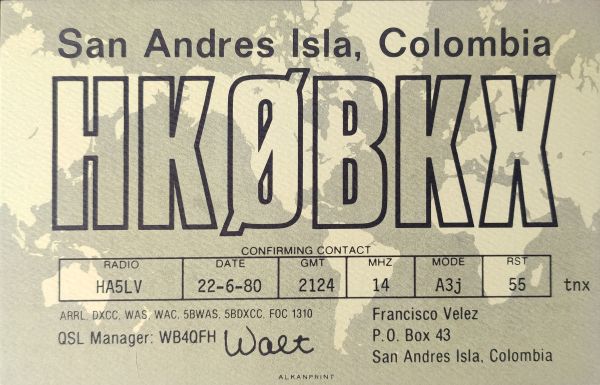 San Andres Isla, Colombia
HKØBKX
CONFIRMING CONTACT
RADIO DATE GMT MHZ MODE RST
HA5LV 22-6-80 2124 14 A3j 55 tnx
ARRL, DXCC, WAS, WAC, 5BWAS, 5BDXCC, FOC 1310
QSL Manager: WB4QFH Walt
Francisco Velez
P.O. Box 43
San Andres Isla, Colombia
ALKANPRINT